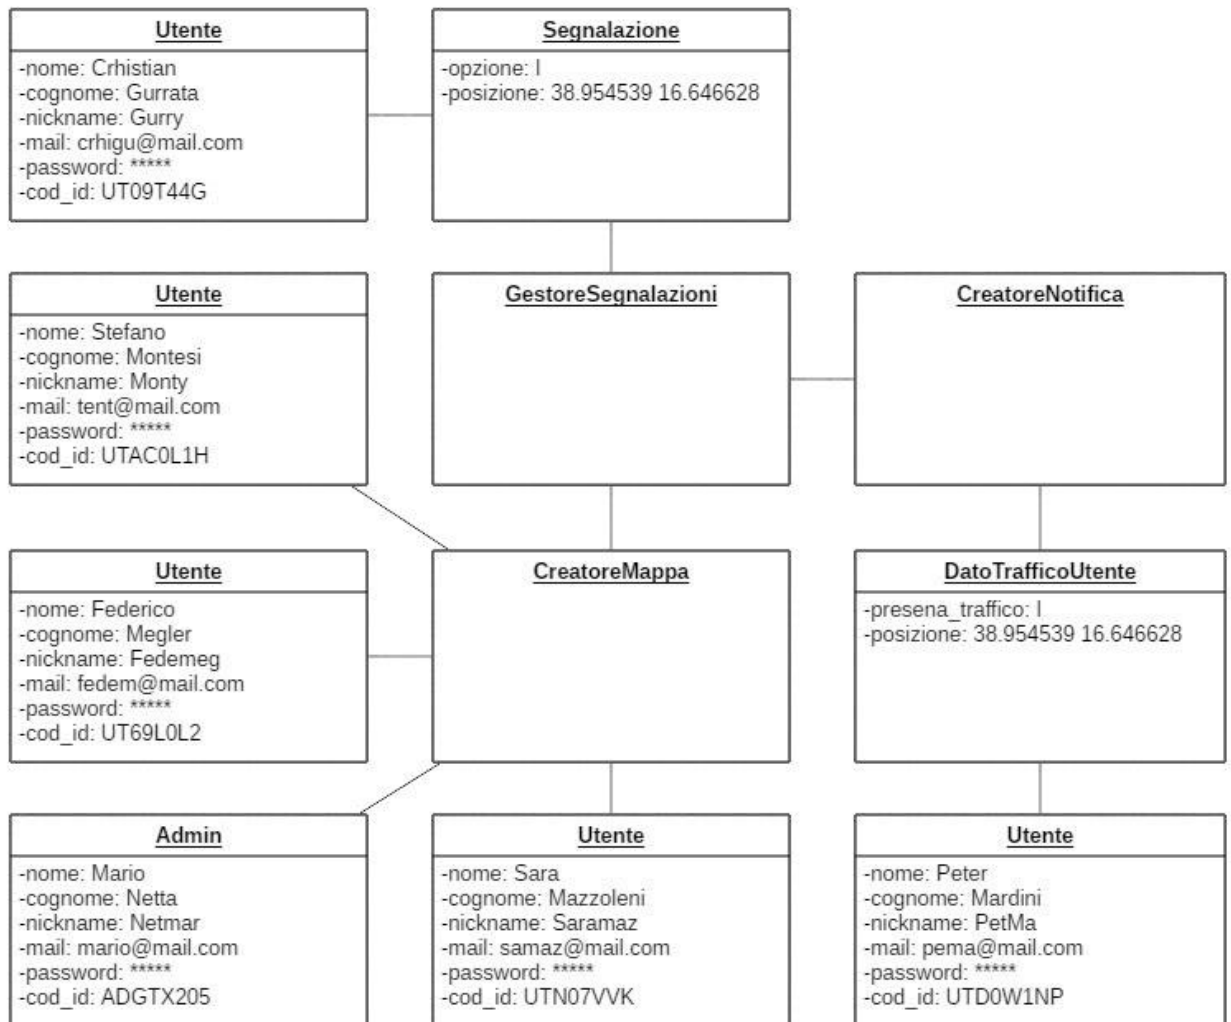 Utente
-nome: Crhistian
-cognome: Gurrata
-nickname: Gurry
-mail: crhigu@mail.com
-password: *****
-cod_id: UT09T44G
Segnalazione
-opzione: I
-posizione: 38.954539 16.646628
Utente
-nome: Stefano
-cognome: Montesi
-nickname: Monty
-mail: tent@mail.com
-password: *****
-cod_id: UTAC0L1H
GestoreSegnalazioni
CreatoreNotifica
Utente
-nome: Federico
-cognome: Megler
-nickname: Fedemeg
-mail: fedem@mail.com
-password: *****
-cod_id: UT69L0L2
CreatoreMappa
DatoTrafficoUtente
-presena_traffico: I
-posizione: 38.954539 16.646628
Admin
-nome: Mario
-cognome: Netta
-nickname: Netmar
-mail: mario@mail.com
-password: *****
-cod_id: ADGTX205
Utente
-nome: Sara
-cognome: Mazzoleni
-nickname: Saramaz
-mail: samaz@mail.com
-password: *****
-cod_id: UTN07VVK
Utente
-nome: Peter
-cognome: Mardini
-nickname: PetMa
-mail: pema@mail.com
-password: *****
-cod_id: UTD0W1NP